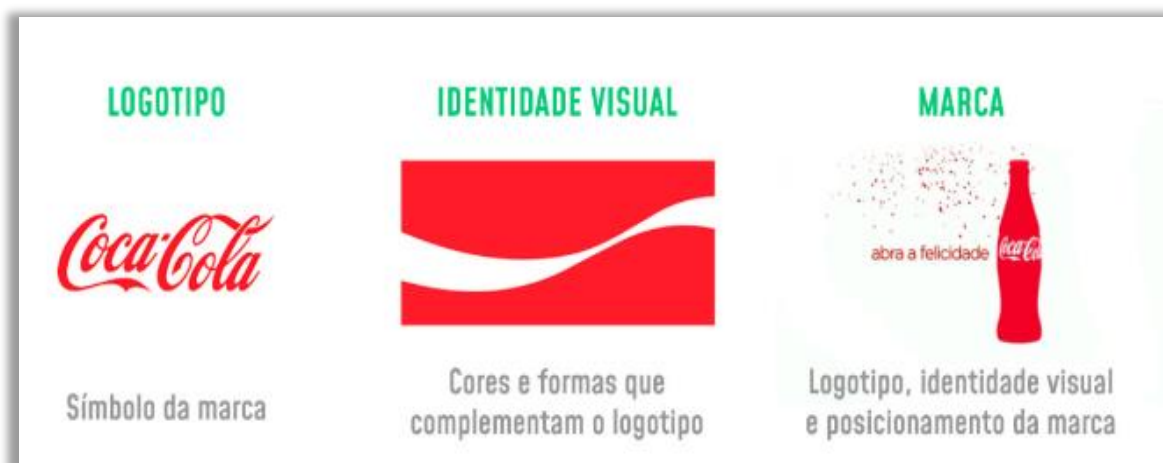 LOGOTIPO
Coca-Cola
Símbolo da marca
IDENTIDADE VISUAL
Cores e formas que
complementam o logotipo
MARCA
abra a felicidade
Coca-Co
Logotipo, identidade visual
e posicionamento da marca